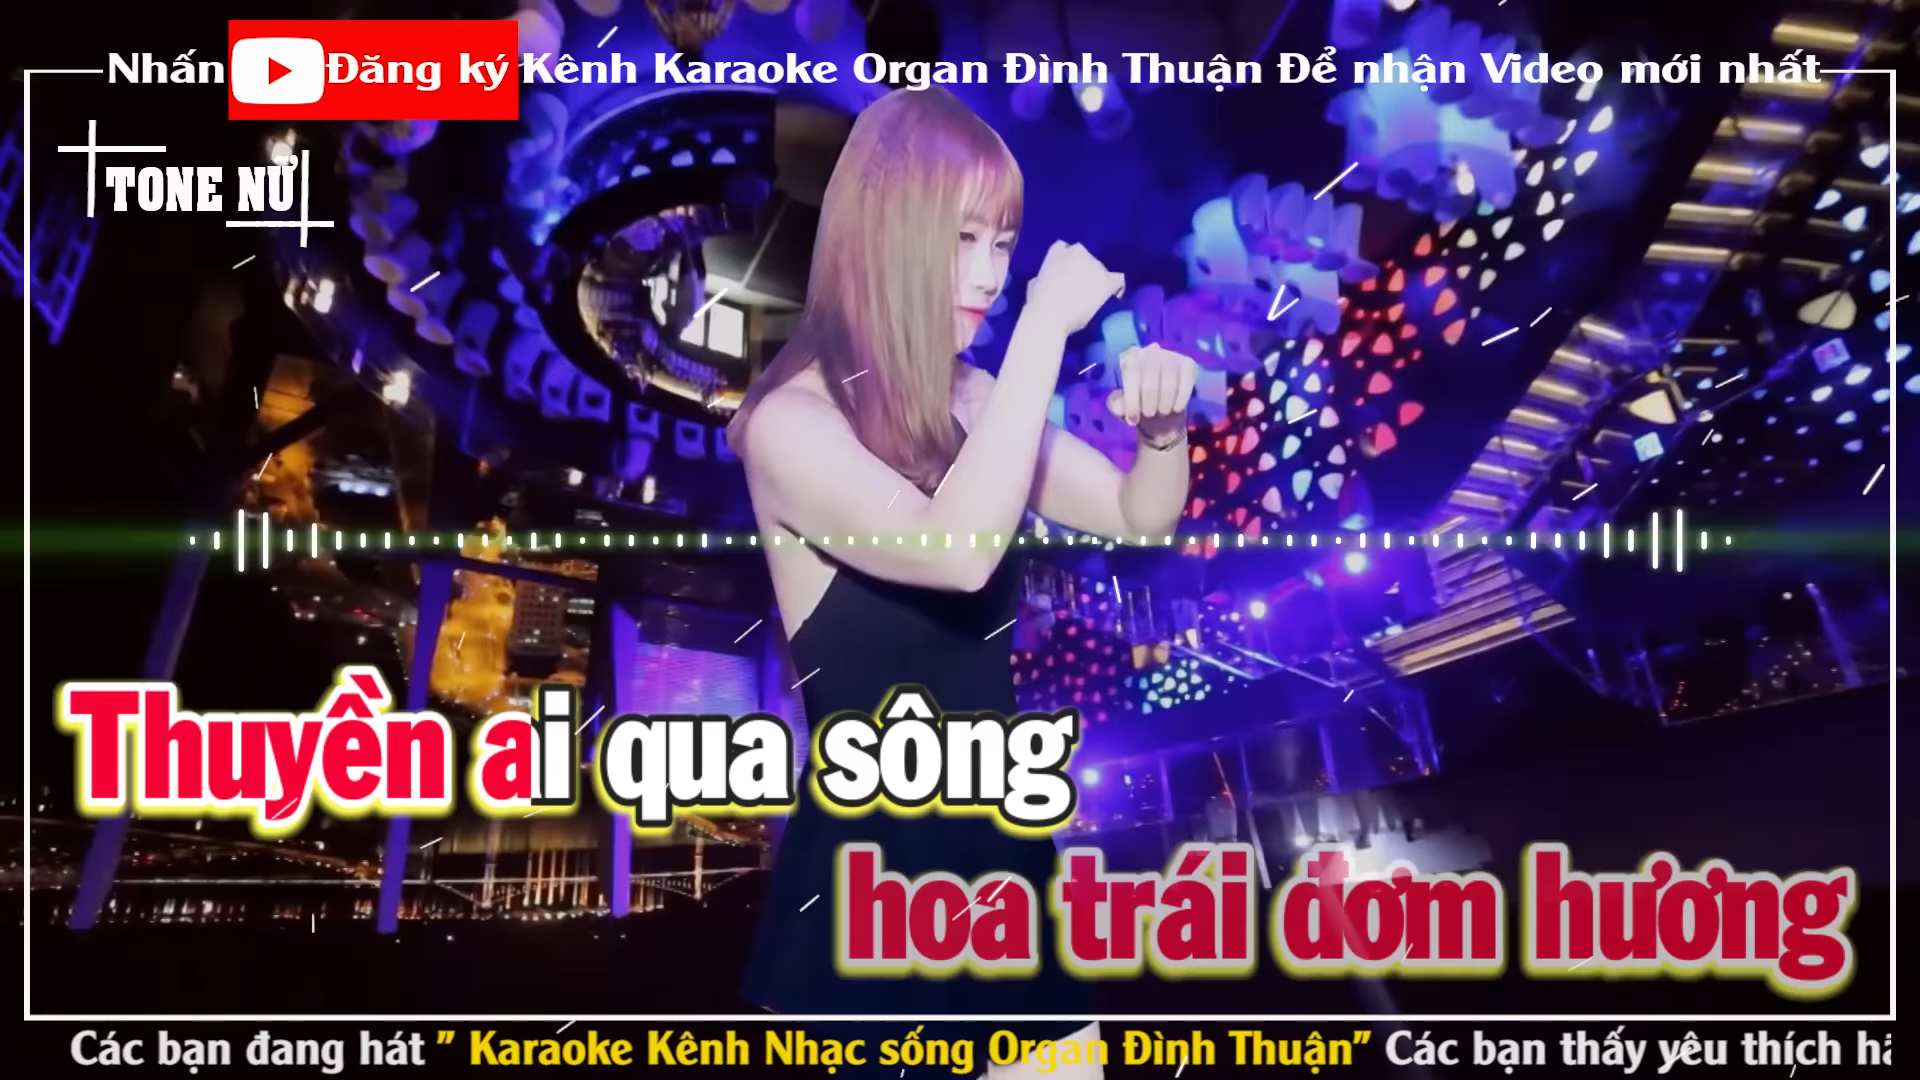 Nhấn Đăng ký Kênh Karaoke Organ Đình Thuận Để nhận Video mới nhất
TONE NỮ
Thuyền ai qua sông
hoa trái đơm hương
Các bạn đang hát " Karaoke Kênh Nhạc sống Organ Đình Thuận" Các bạn thấy yêu thích